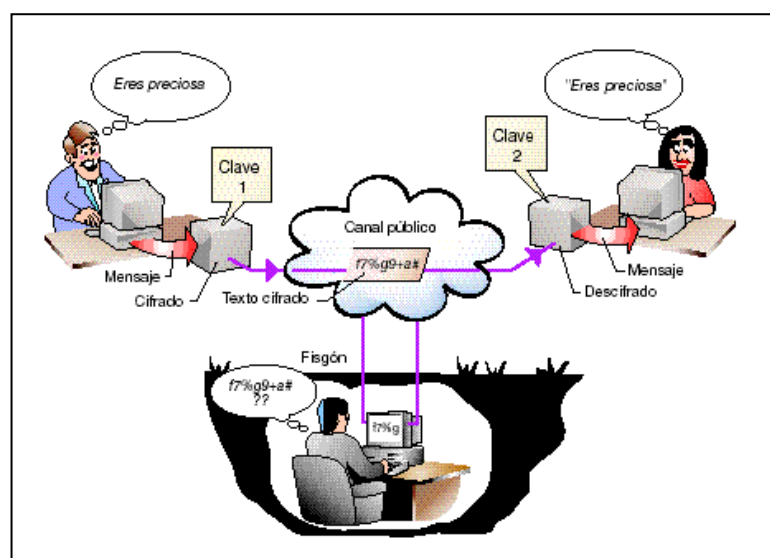 Eres preciosa
"Eres preciosa"
Clave
1
Clave
2
Canal público
f7%g9+a#
Mensaje
Cifrado
Texto cifrado
Mensaje
Descifrado
Fisgón
f7%g9+a#
??
f7%g